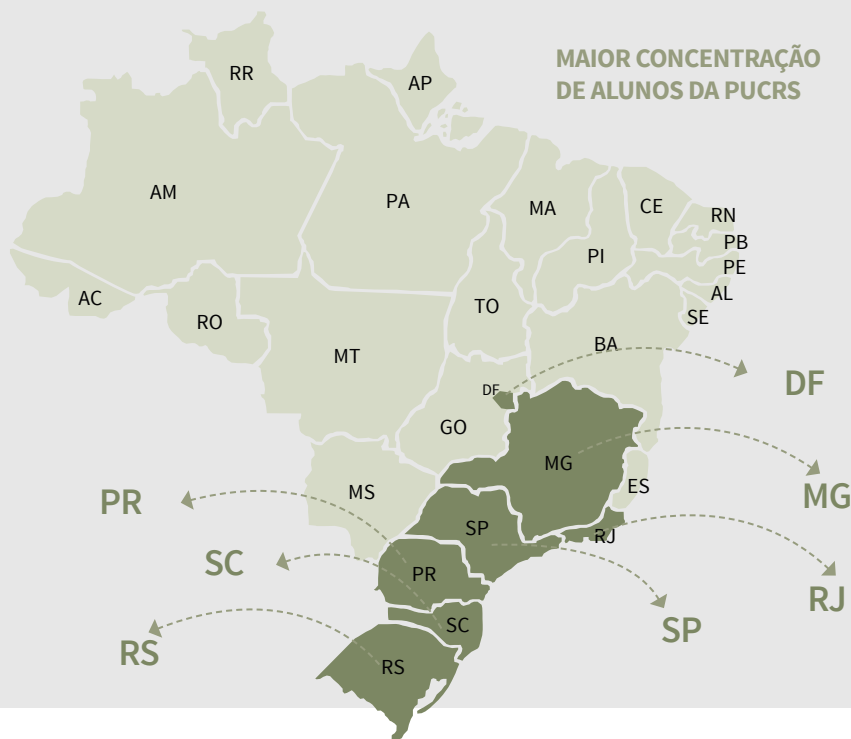 MAIOR CONCENTRAÇÃO
DE ALUNOS DA PUCRS
RR
AP
AM
PA
MA
CE
RN
PI
PB
PE
AC
AL
TO
SE
RO
BA
MT
DF
DF
GO
MG
MS
ES
MG
PR
SP
RJ
SC
PR
RJ
SC
SP
RS
RS